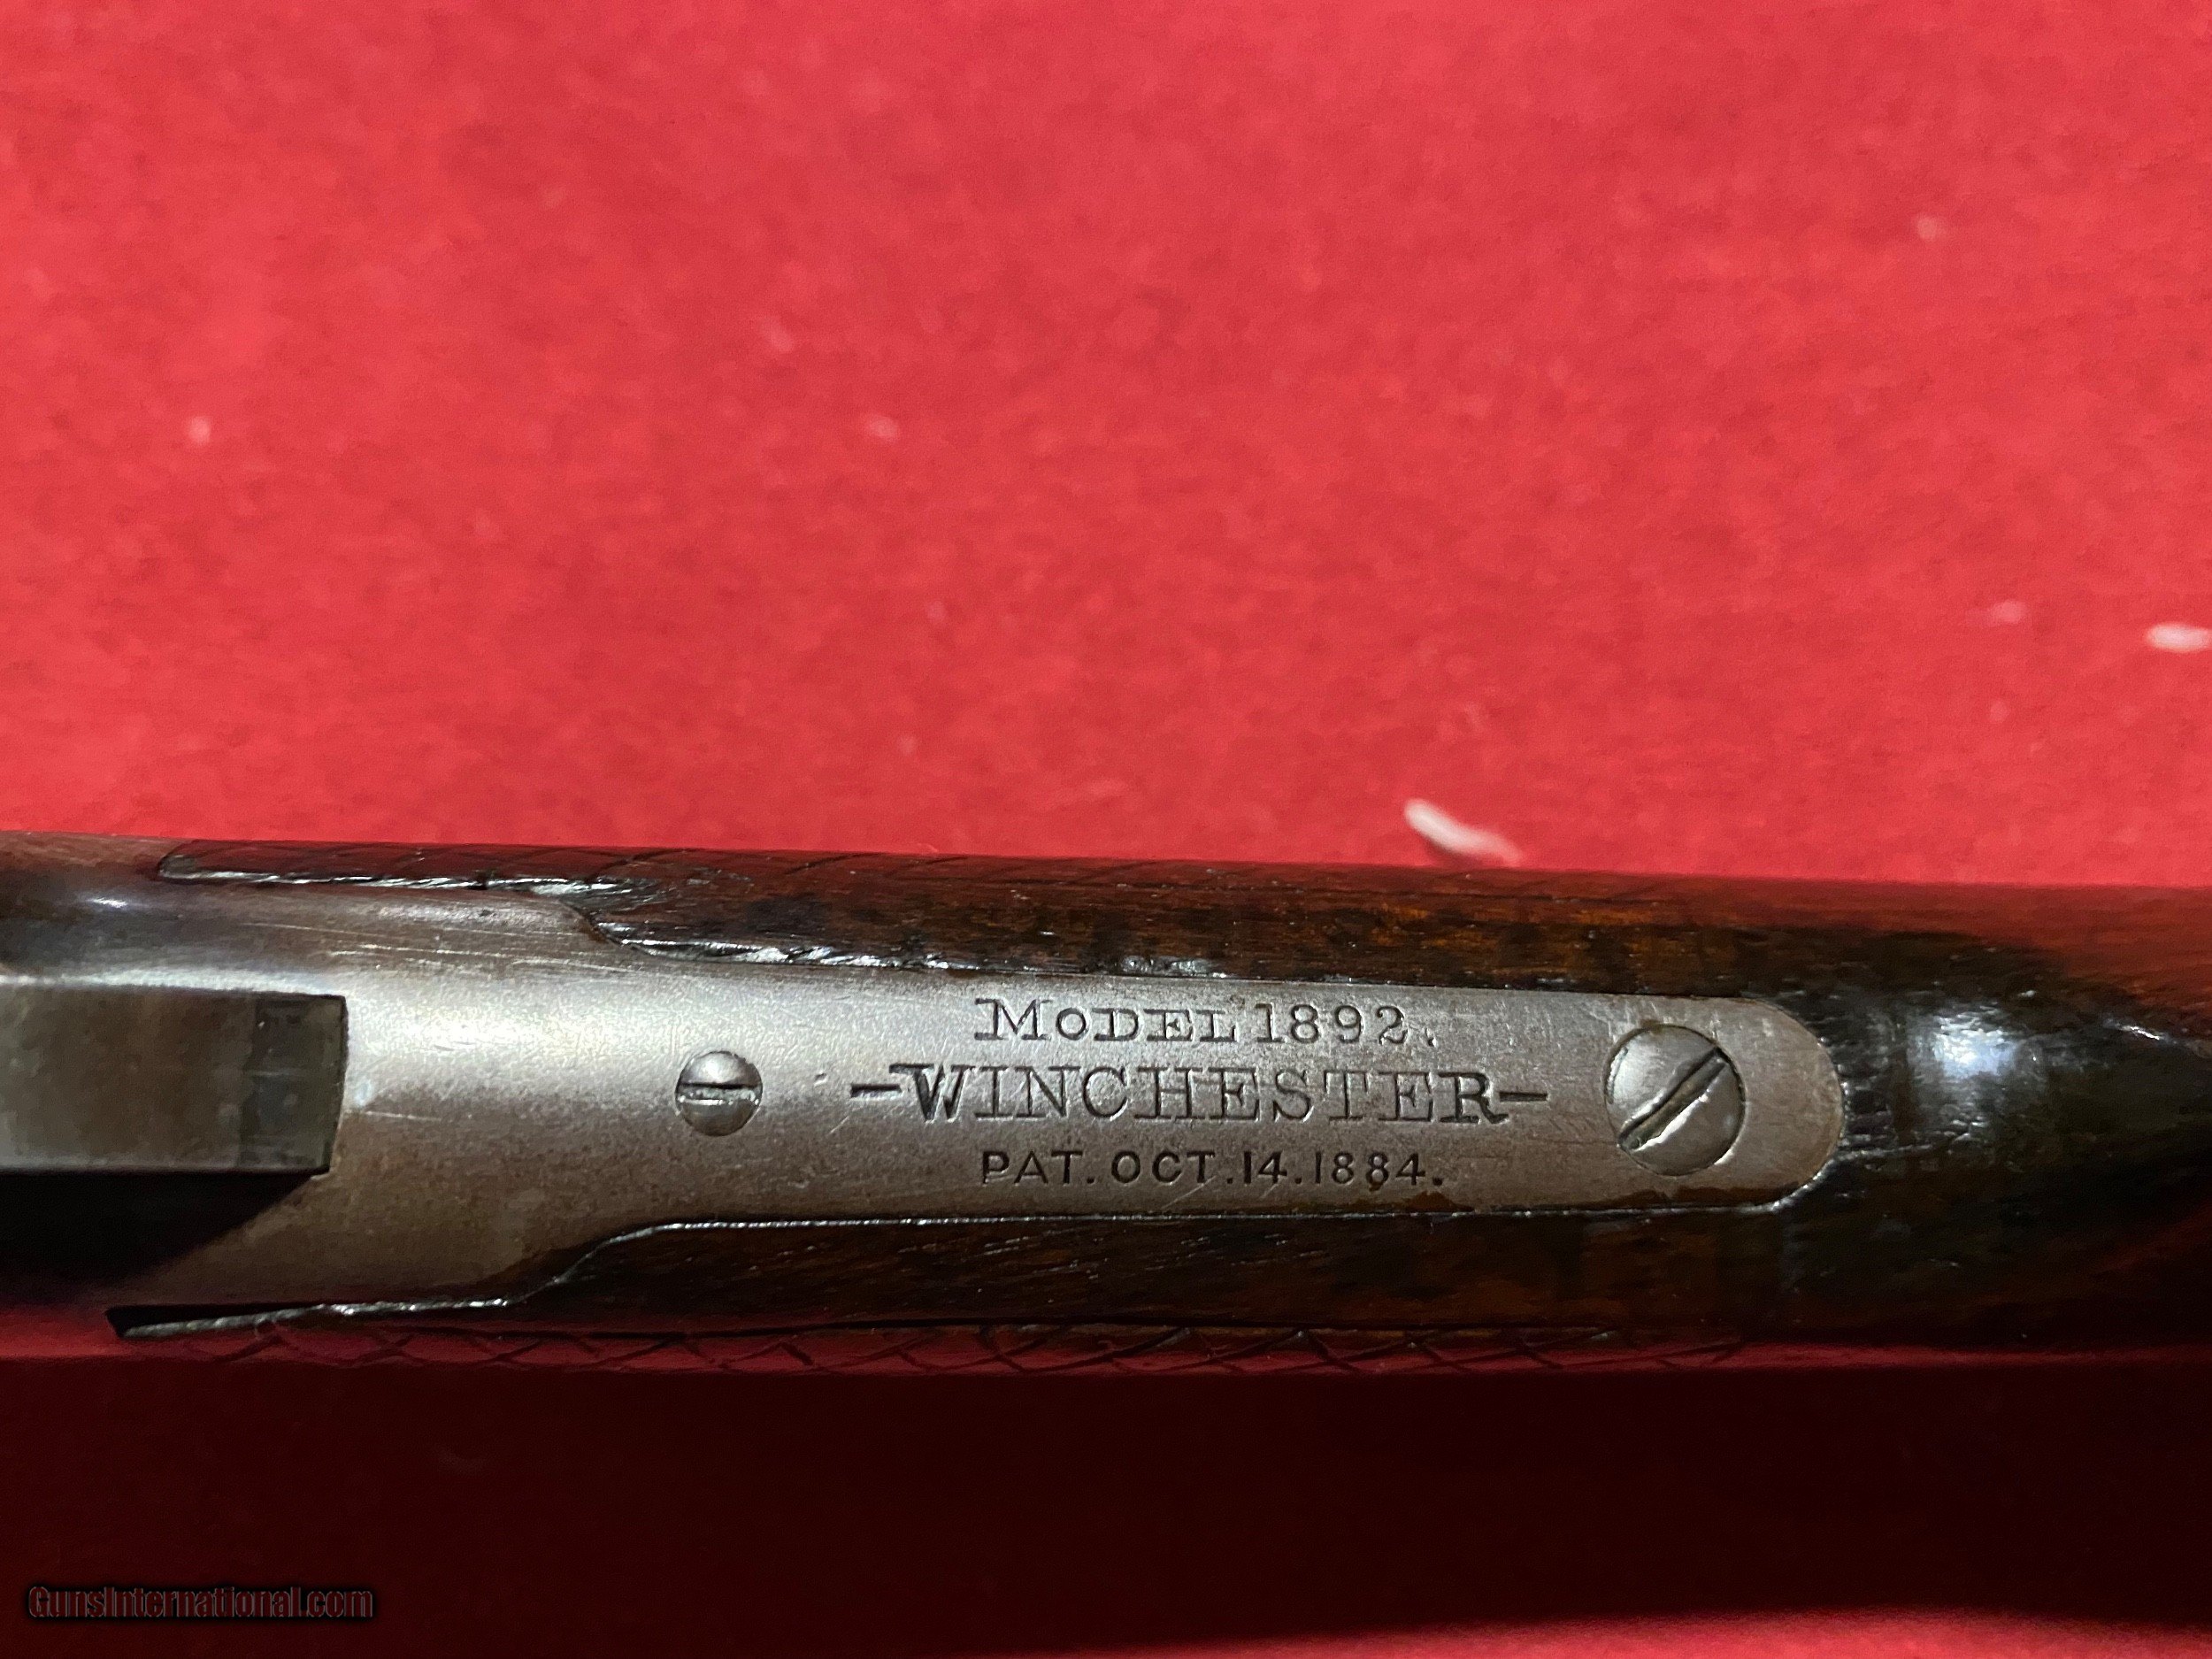 MODEL 1892.
-WINCHESTER-
PAT. OCT. 14. 1884.
GunsInternational.com